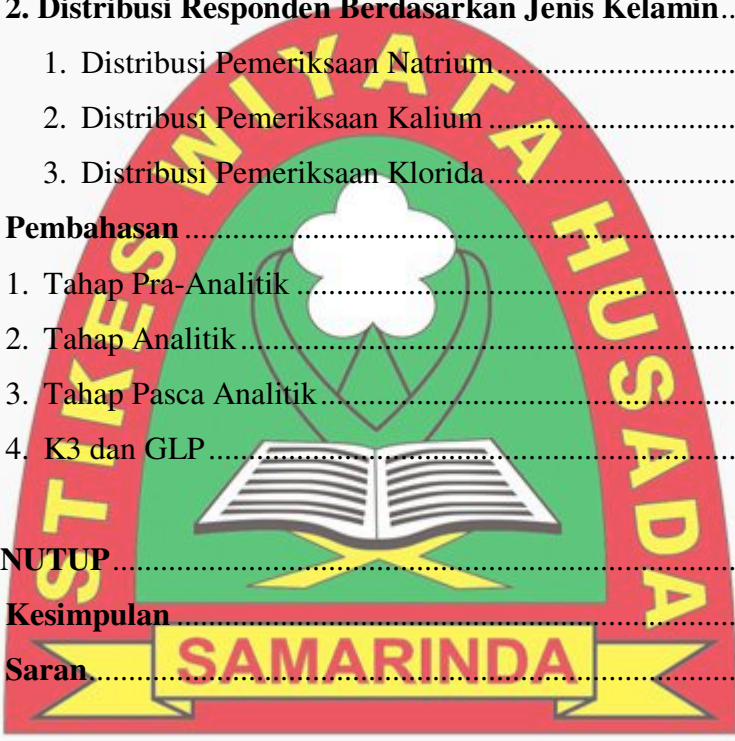 2. Distribusi Responden Berdasarkan Jenis Kelamin..
1. Distribusi Pemeriksaan Natrium..............................
2. Distribusi Pemeriksaan Kalium ...............................
3. Distribusi Pemeriksaan Klorida...............................
Pembahasan ....................................................................
1. Tahap Pra-Analitik ......................................................
2. Tahap Analitik..............................................................
3. Tahap Pasca Analitik...................................................
4. K3 dan GLP..................................................................
NUTUP.............................................................................
Kesimpulan .....................................................................
Saran................................................................................
STIKES WIYATA HUSADA
SAMARINDA